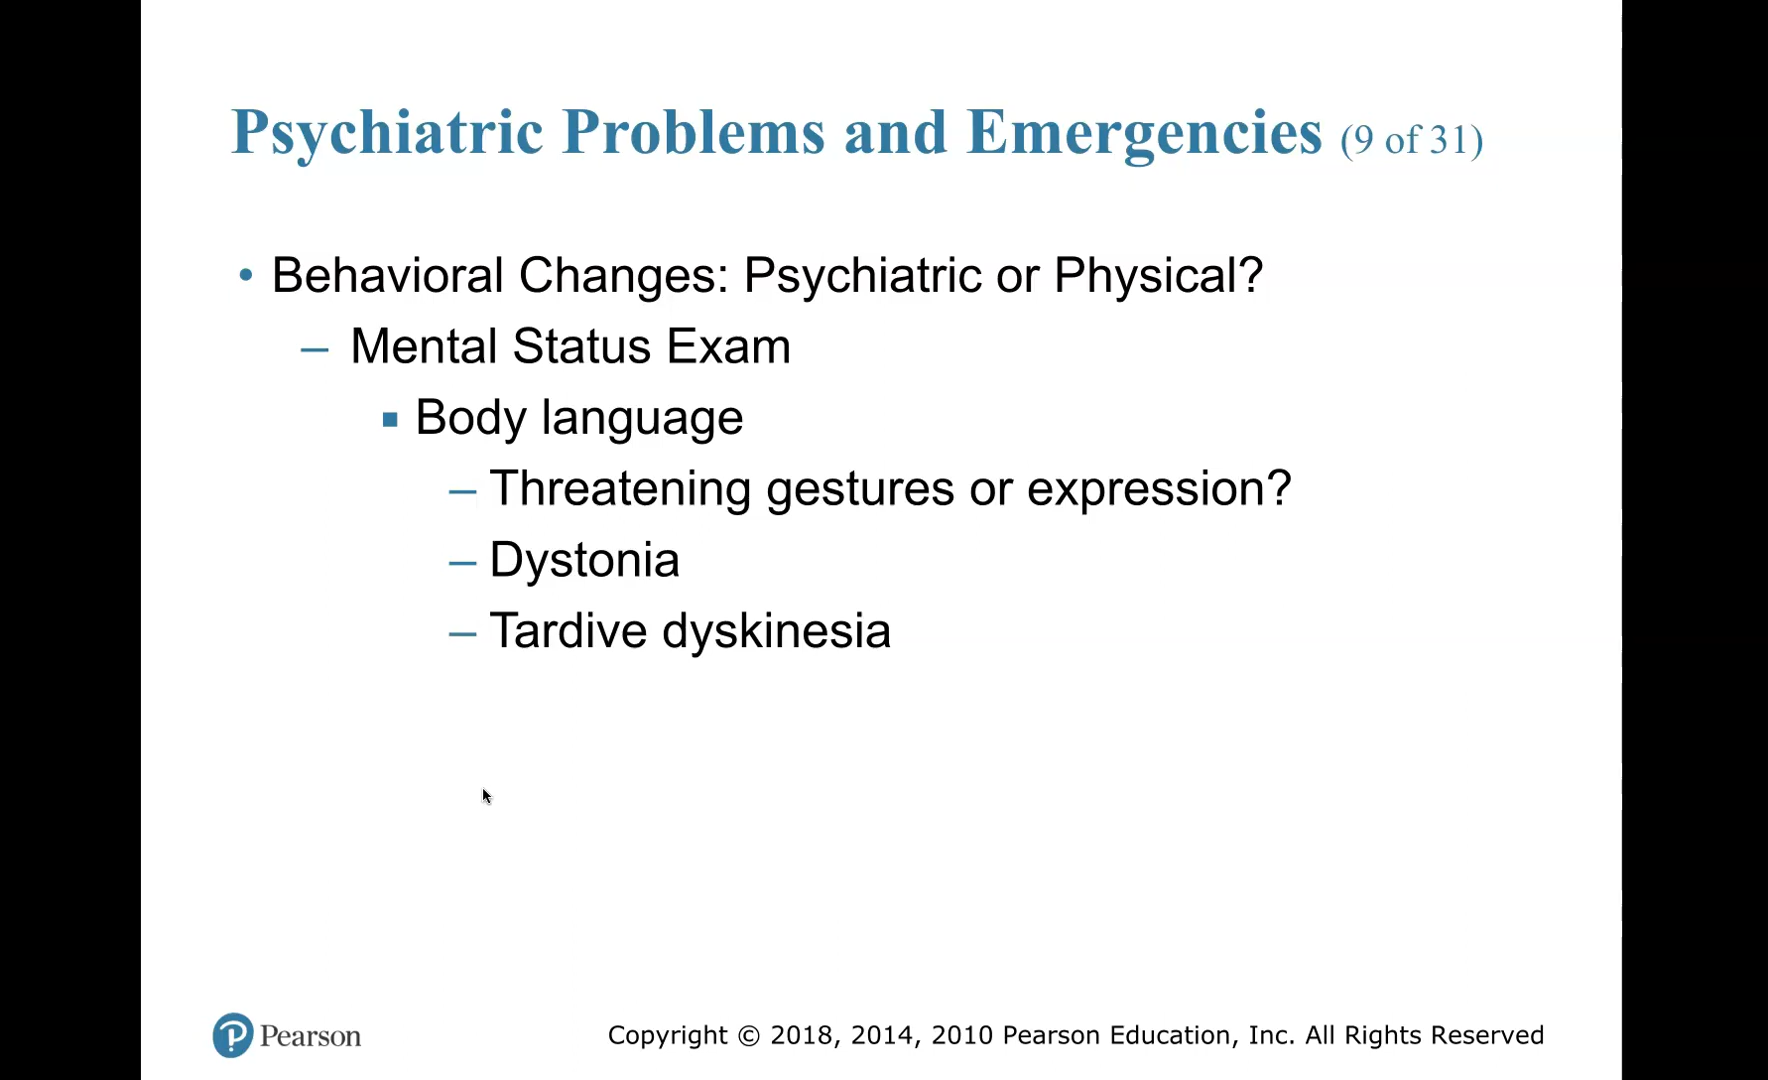 Psychiatric Problems and Emergencies (9 of 31)
• Behavioral Changes: Psychiatric or Physical?
– Mental Status Exam
▪ Body language
– Threatening gestures or expression?
– Dystonia
– Tardive dyskinesia
Pearson
Copyright © 2018, 2014, 2010 Pearson Education, Inc. All Rights Reserved